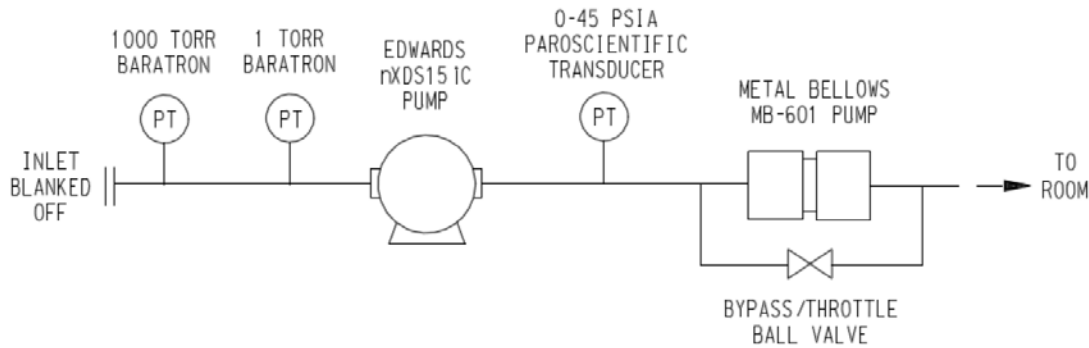 1000 TORR
BARATRON
1 TORR
BARATRON
EDWARDS
nXDS15iC
PUMP
0-45 PSIA
PAROSCIENTIFIC
TRANSDUCER
METAL BELLOWS
MB-601 PUMP
PT
PT
PT
INLET
BLANKED
OFF
TO
ROOM
BYPASS/THROTTLE
BALL VALVE